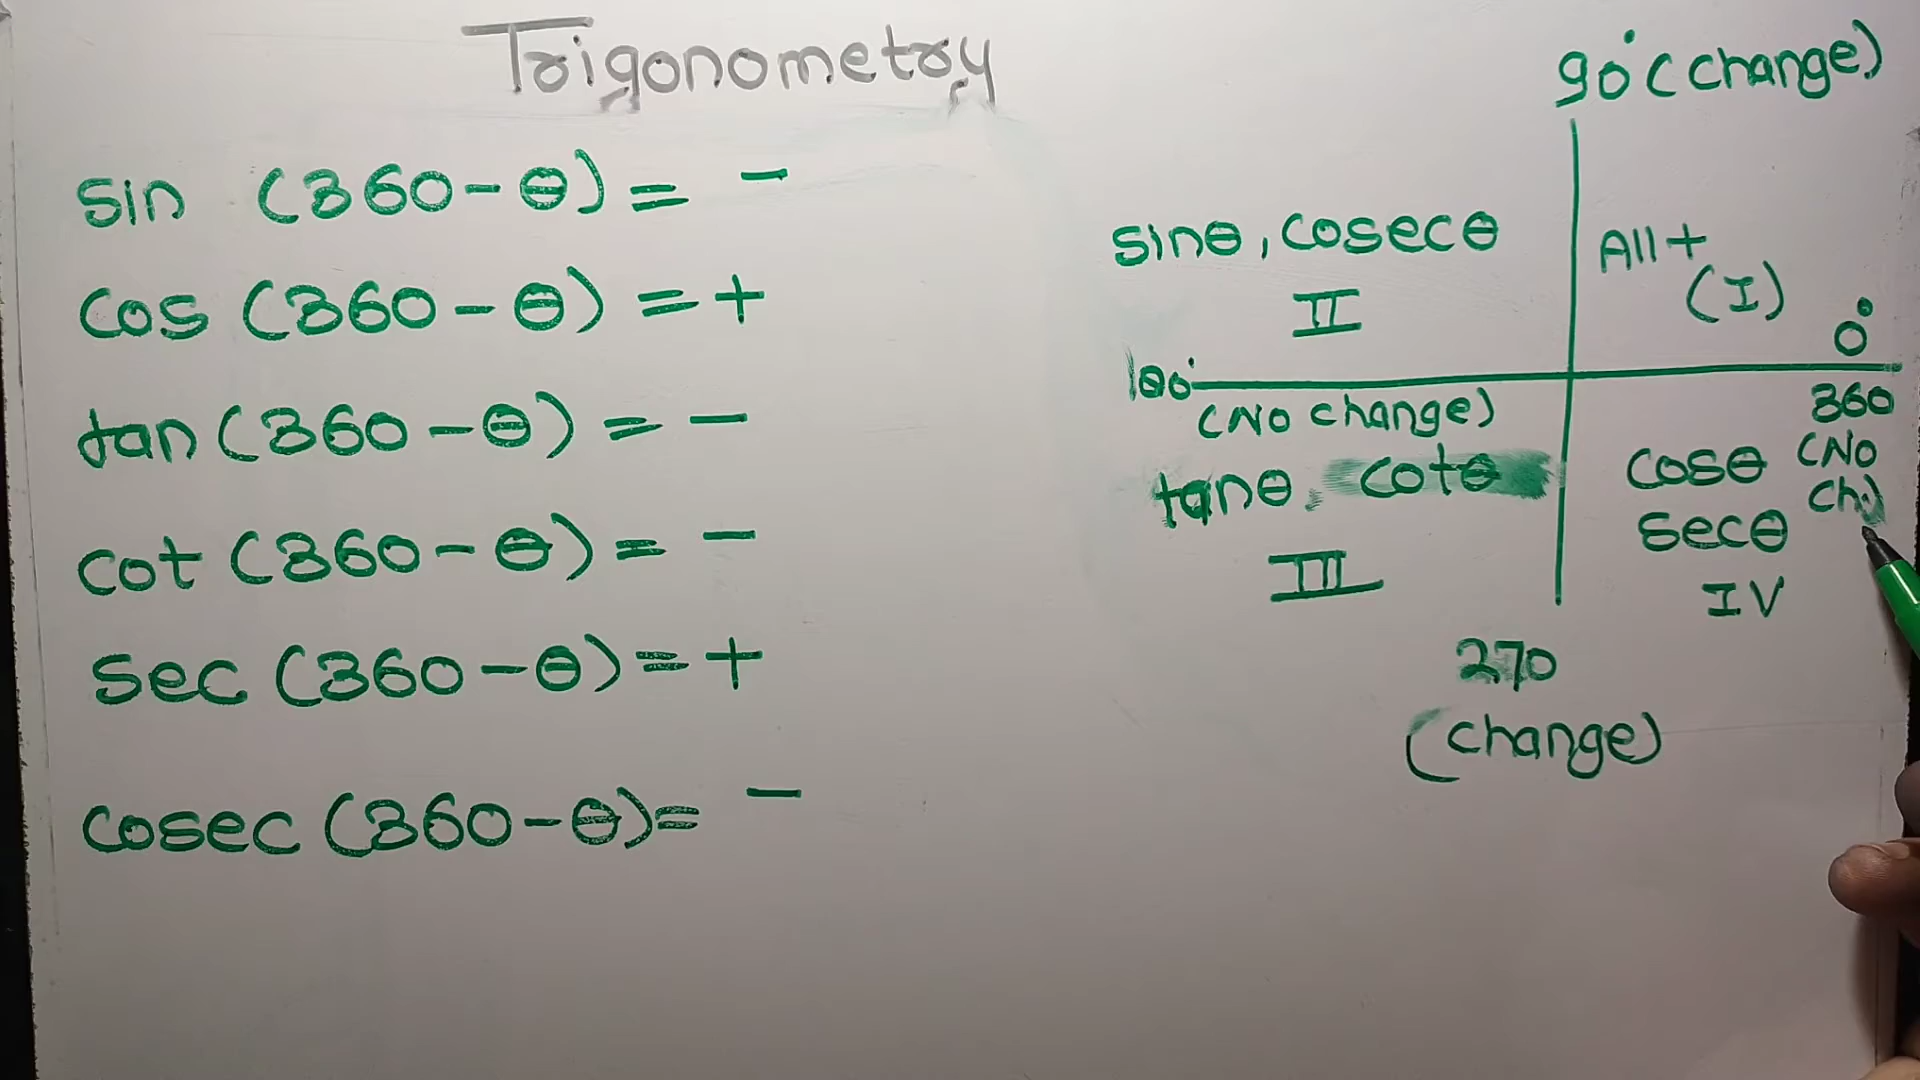 Trigonometry
sin (360-θ) = -
cos (360-θ) = +
tan (360-θ) = -
cot (360-θ) = -
sec (360-θ) = +
cosec (360-θ) = -
90° (change)
sinθ, cosecθ
II
All +
(I)
0°
180°
(No change)
360
(No
Ch.)
tanθ, cotθ
III
cosθ
secθ
IV
270
(change)